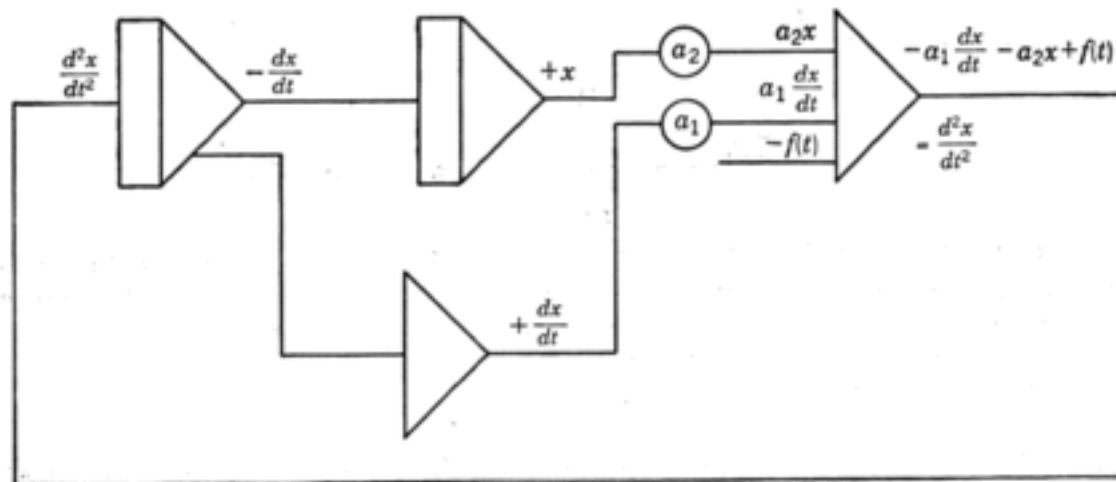 d²x/dt²
− dx/dt
+x
a₂
a₂x
a₁ dx/dt
a₁
−f(t)
−a₁ dx/dt − a₂x + f(t)
= d²x/dt²
+ dx/dt